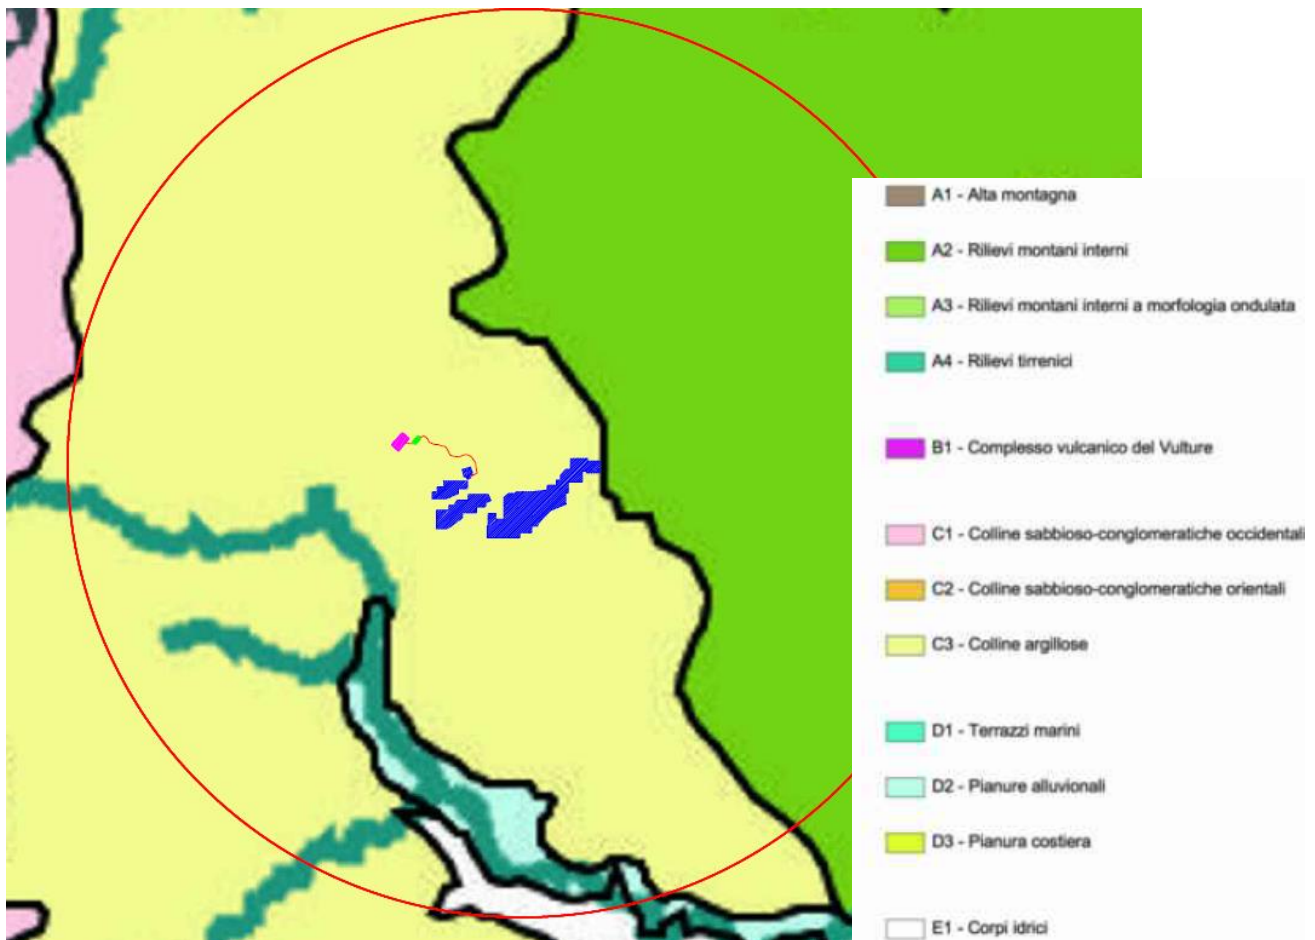 A1 - Alta montagna
A2 - Rilievi montani interni
A3 - Rilievi montani interni a morfologia ondulata
A4 - Rilievi tirrenici
B1 - Complesso vulcanico del Vulture
C1 - Colline sabbioso-conglomeratiche occidentali
C2 - Colline sabbioso-conglomeratiche orientali
C3 - Colline argillose
D1 - Terrazzi marini
D2 - Pianure alluvionali
D3 - Pianura costiera
E1 - Corpi idrici